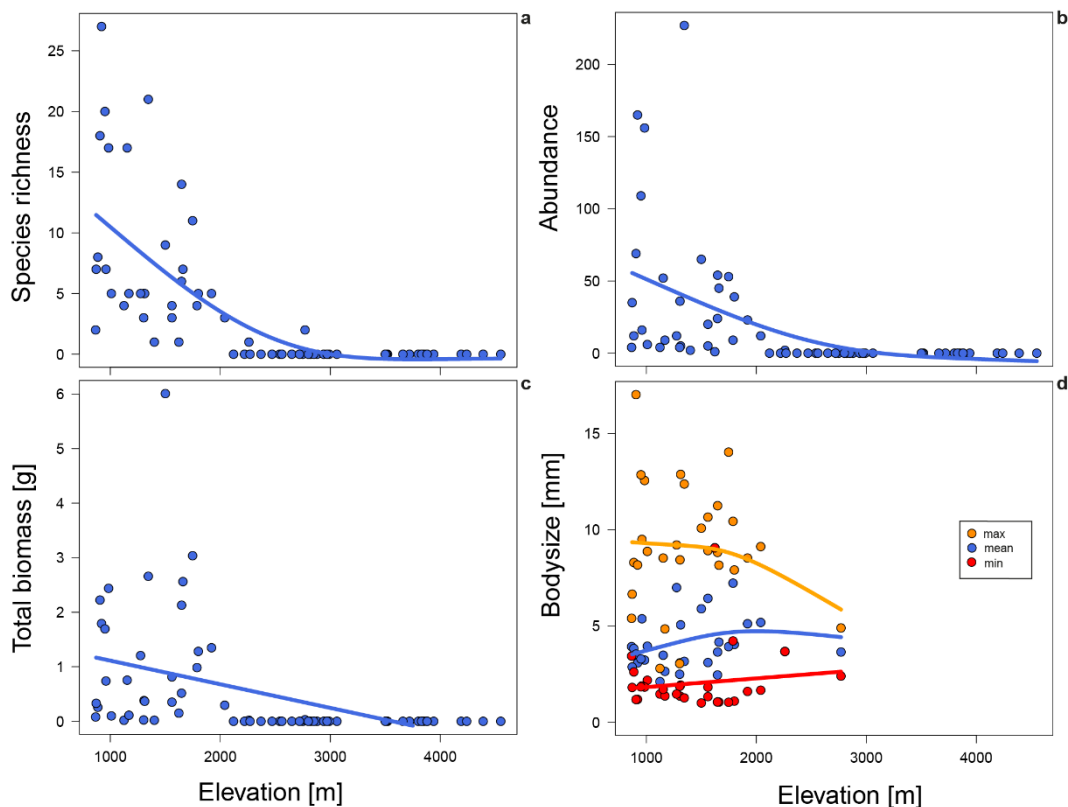 a
Species richness
25
20
15
10
5
0
b
Abundance
200
150
100
50
0
c
Total biomass [g]
6
5
4
3
2
1
0
1000 2000 3000 4000
Elevation [m]
d
Bodysize [mm]
15
10
5
0
max
mean
min
1000 2000 3000 4000
Elevation [m]